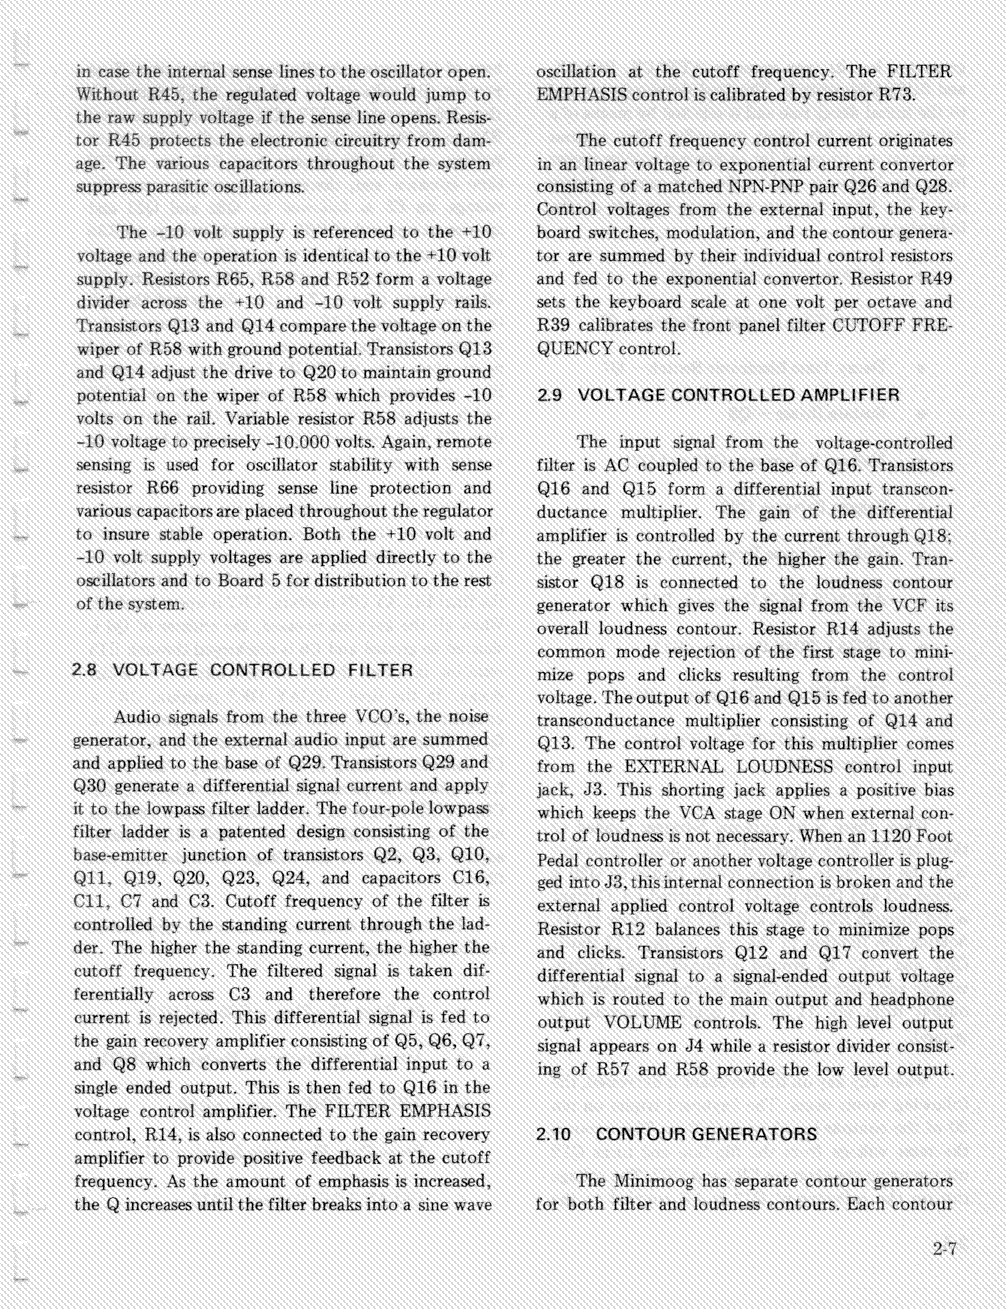 in case the internal sense lines to the oscillator open.
Without R45, the regulated voltage would jump to
the raw supply voltage if the sense line opens. Resis-
tor R45 protects the electronic circuitry from dam-
age. The various capacitors throughout the system
suppress parasitic oscillations.
The -10 volt supply is referenced to the +10
voltage and the operation is identical to the +10 volt
supply. Resistors R65, R58 and R52 form a voltage
divider across the +10 and -10 volt supply rails.
Transistors Q13 and Q14 compare the voltage on the
wiper of R58 with ground potential. Transistors Q13
and Q14 adjust the drive to Q20 to maintain ground
potential on the wiper of R58 which provides -10
volts on the rail. Variable resistor R58 adjusts the
-10 voltage to precisely -10.000 volts. Again, remote
sensing is used for oscillator stability with sense
resistor R66 providing sense line protection and
various capacitors are placed throughout the regulator
to insure stable operation. Both the +10 volt and
-10 volt supply voltages are applied directly to the
oscillators and to Board 5 for distribution to the rest
of the system.
2.8 VOLTAGE CONTROLLED FILTER
Audio signals from the three VCO's, the noise
generator, and the external audio input are summed
and applied to the base of Q29. Transistors Q29 and
Q30 generate a differential signal current and apply
it to the lowpass filter ladder. The four-pole lowpass
filter ladder is a patented design consisting of the
base-emitter junction of transistors Q2, Q3, Q10,
Q11, Q19, Q20, Q23, Q24, and capacitors C16,
C11, C7 and C3. Cutoff frequency of the filter is
controlled by the standing current through the lad-
der. The higher the standing current, the higher the
cutoff frequency. The filtered signal is taken dif-
ferentially across C3 and therefore the control
current is rejected. This differential signal is fed to
the gain recovery amplifier consisting of Q5, Q6, Q7,
and Q8 which converts the differential input to a
single ended output. This is then fed to Q16 in the
voltage control amplifier. The FILTER EMPHASIS
control, R14, is also connected to the gain recovery
amplifier to provide positive feedback at the cutoff
frequency. As the amount of emphasis is increased,
the Q increases until the filter breaks into a sine wave
oscillation at the cutoff frequency. The FILTER
EMPHASIS control is calibrated by resistor R73.
The cutoff frequency control current originates
in an linear voltage to exponential current convertor
consisting of a matched NPN-PNP pair Q26 and Q28.
Control voltages from the external input, the key-
board switches, modulation, and the contour genera-
tor are summed by their individual control resistors
and fed to the exponential convertor. Resistor R49
sets the keyboard scale at one volt per octave and
R39 calibrates the front panel filter CUTOFF FRE-
QUENCY control.
2.9 VOLTAGE CONTROLLED AMPLIFIER
The input signal from the voltage-controlled
filter is AC coupled to the base of Q16. Transistors
Q16 and Q15 form a differential input transcon-
ductance multiplier. The gain of the differential
amplifier is controlled by the current through Q18;
the greater the current, the higher the gain. Tran-
sistor Q18 is connected to the loudness contour
generator which gives the signal from the VCF its
overall loudness contour. Resistor R14 adjusts the
common mode rejection of the first stage to mini-
mize pops and clicks resulting from the control
voltage. The output of Q16 and Q15 is fed to another
transconductance multiplier consisting of Q14 and
Q13. The control voltage for this multiplier comes
from the EXTERNAL LOUDNESS control input
jack, J3. This shorting jack applies a positive bias
which keeps the VCA stage ON when external con-
trol of loudness is not necessary. When an 1120 Foot
Pedal controller or another voltage controller is plug-
ged into J3, this internal connection is broken and the
external applied control voltage controls loudness.
Resistor R12 balances this stage to minimize pops
and clicks. Transistors Q12 and Q17 convert the
differential signal to a signal-ended output voltage
which is routed to the main output and headphone
output VOLUME controls. The high level output
signal appears on J4 while a resistor divider consist-
ing of R57 and R58 provide the low level output.
2.10 CONTOUR GENERATORS
The Minimoog has separate contour generators
for both filter and loudness contours. Each contour
2-7